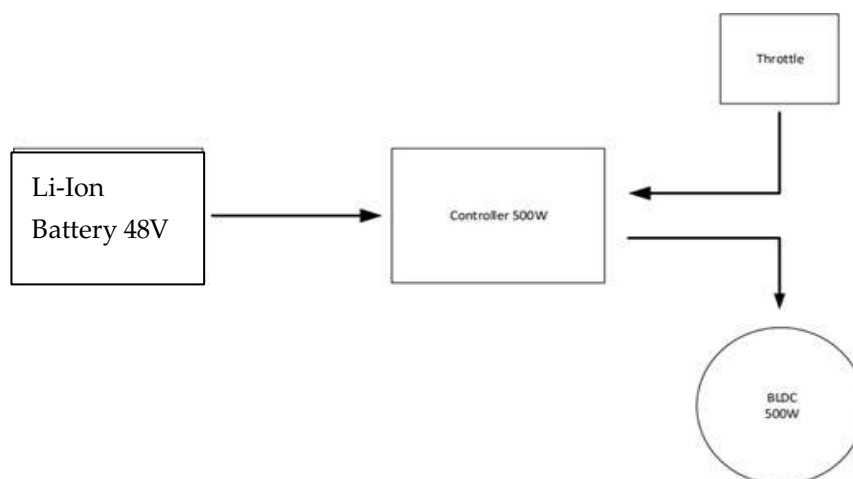 Throttle
Li-Ion
Battery 48V
Controller 500W
BLDC
500W